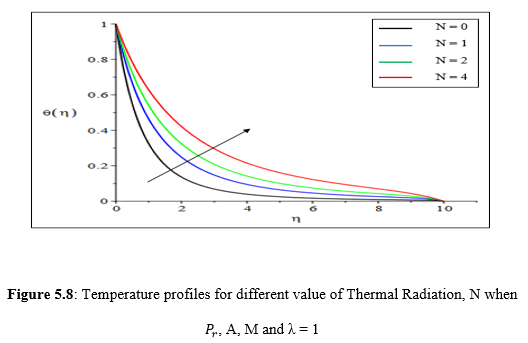 N = 0
N = 1
N = 2
N = 4
1
0.8
0.6
θ(η)
0.4
0.2
0
0 2 4 6 8 10
η
Figure 5.8: Temperature profiles for different value of Thermal Radiation, N when
Pr, A, M and λ = 1